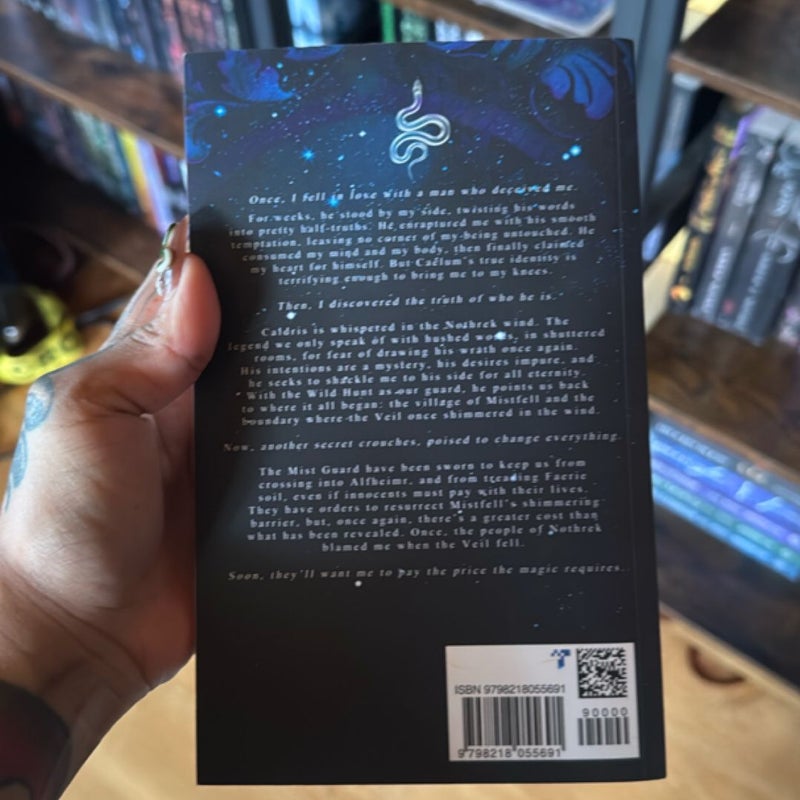 Once, I fell in love with a man who deceived me.
For weeks, he stood by my side, twisting his words
into pretty half-truths. He enraptured me with his smooth
temptation, leaving no corner of my being untouched. He
consumed my mind and my body, then finally claimed
my heart for himself. But Caelum's true identity is
terrifying enough to bring me to my knees.
Then, I discovered the truth of who he is.
Caldris is whispered in the Nothrek wind. The
legend we only speak of with hushed words, in shuttered
rooms, for fear of drawing his wrath once again.
His intentions are a mystery, his desires impure, and
he seeks to shackle me to his side for all eternity.
With the Wild Hunt as our guard, he points us back
to where it all began: the village of Mistfell and the
boundary where the Veil once shimmered in the wind.
Now, another secret crouches, poised to change everything.
The Mist Guard have been sworn to keep us from
crossing into Alfheimr, and from treading Faerie
soil, even if innocents must pay with their lives.
They have orders to resurrect Mistfell's shimmering
barrier, but, once again, there's a greater cost than
what has been revealed. Once, the people of Nothrek
blamed me when the Veil fell.
Soon, they'll want me to pay the price the magic requires..
ISBN 9798218055691
90000
9 798218 055691